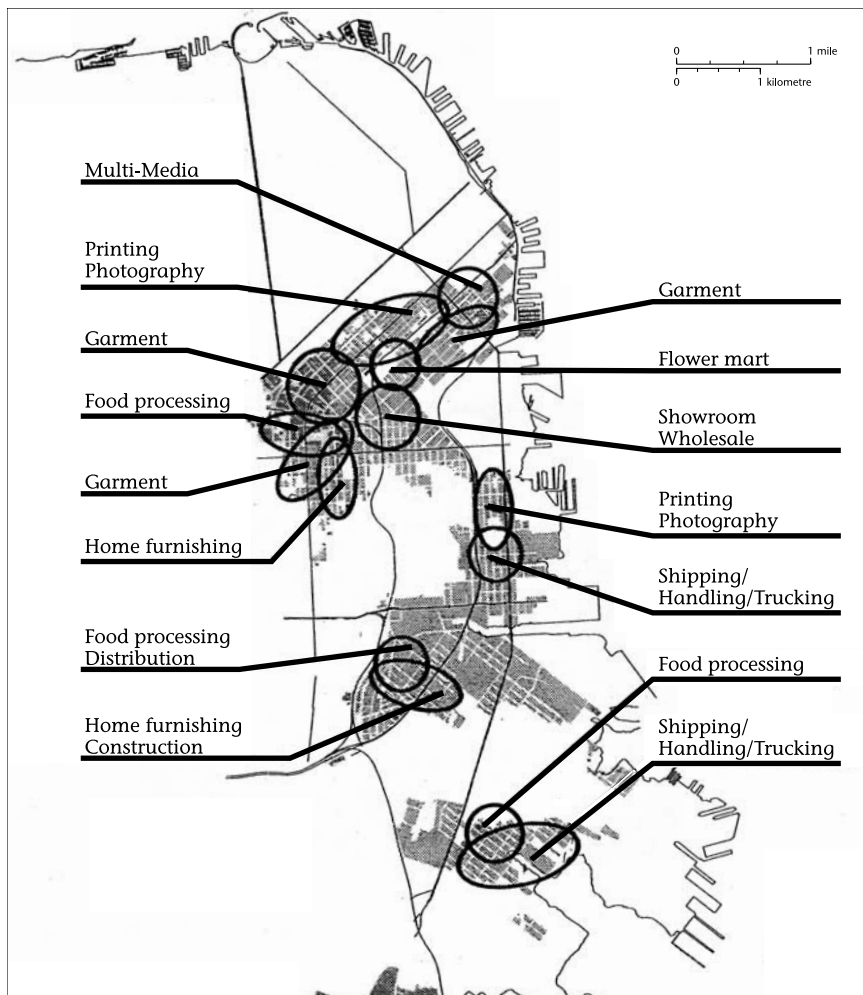 0 1 mile
0 1 kilometre
Multi-Media
Printing
Photography
Garment
Food processing
Garment
Home furnishing
Food processing
Distribution
Home furnishing
Construction
Garment
Flower mart
Showroom
Wholesale
Printing
Photography
Shipping/
Handling/Trucking
Food processing
Shipping/
Handling/Trucking